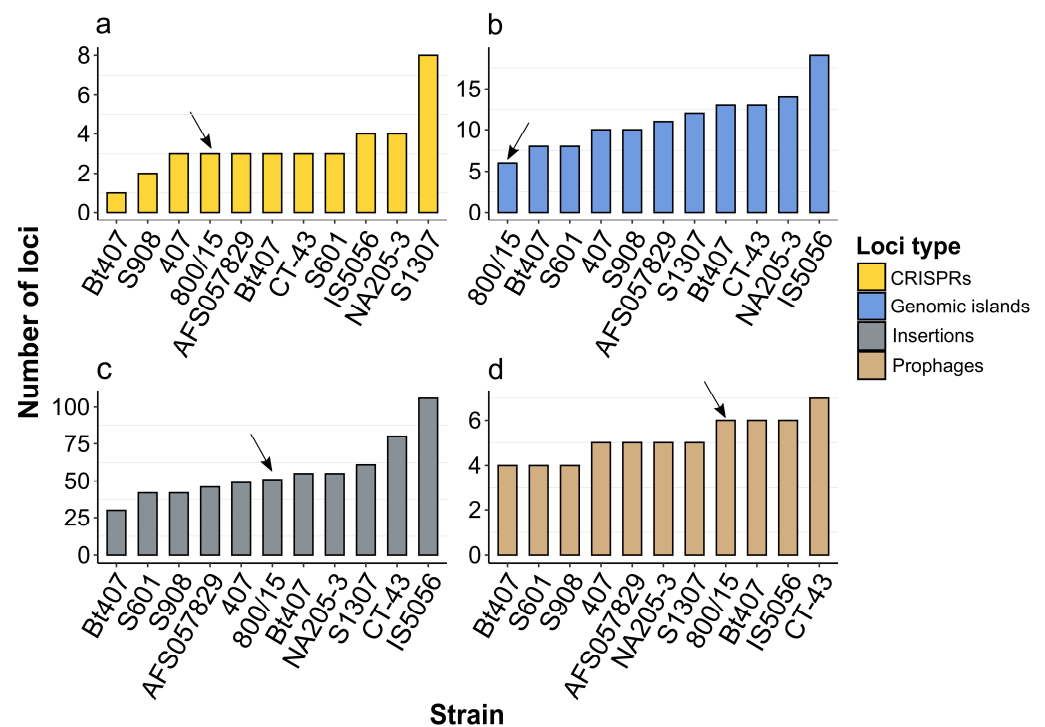 a
8
6
4
2
0
Bt407
S908
407
800/15
AFS057829
Bt407
CT-43
S601
IS5056
NA205-3
S1307
b
15
10
5
0
800/15
Bt407
S601
407
S908
AFS057829
S1307
Bt407
CT-43
NA205-3
IS5056
Number of loci
Loci type
CRISPRs
Genomic islands
Insertions
Prophages
c
100
75
50
25
0
Bt407
S601
S908
AFS057829
407
800/15
Bt407
NA205-3
S1307
CT-43
IS5056
d
6
4
2
0
Bt407
S601
S908
407
AFS057829
NA205-3
S1307
800/15
Bt407
IS5056
CT-43
Strain